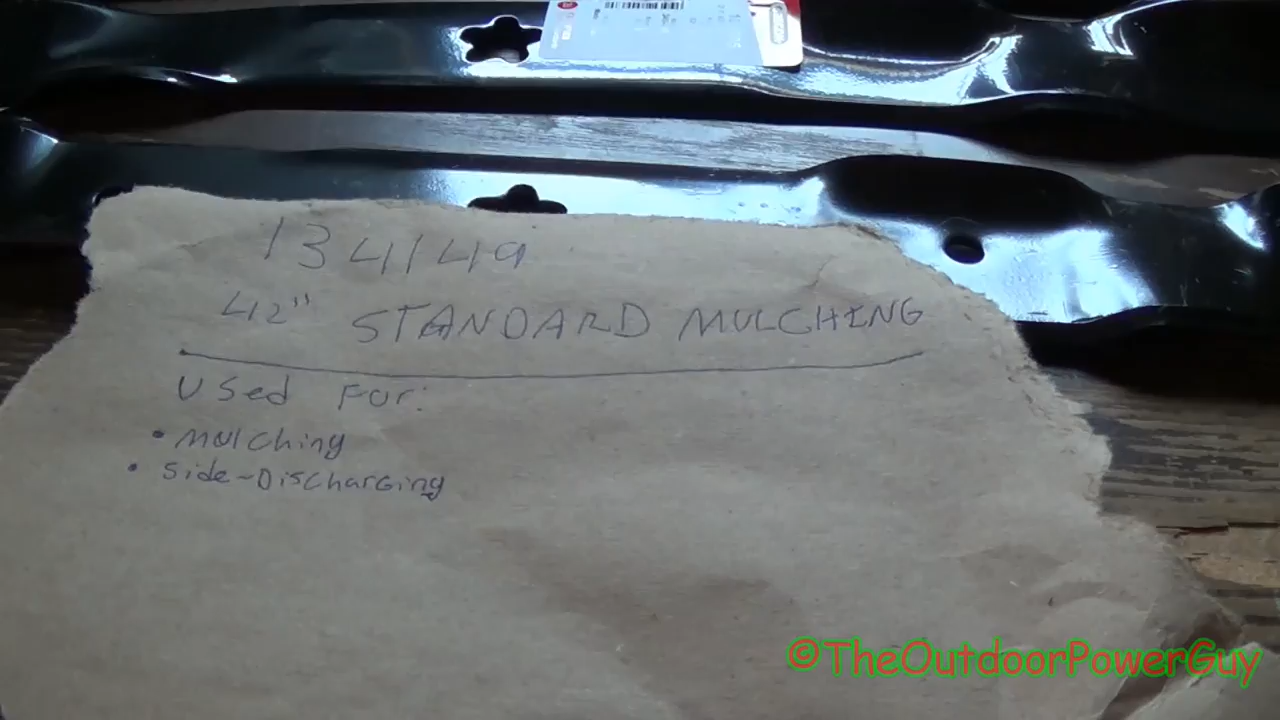 134149
42" STANDARD MULCHING
Used For:
• Mulching
• Side-Discharging
©TheOutdoorPowerGuy